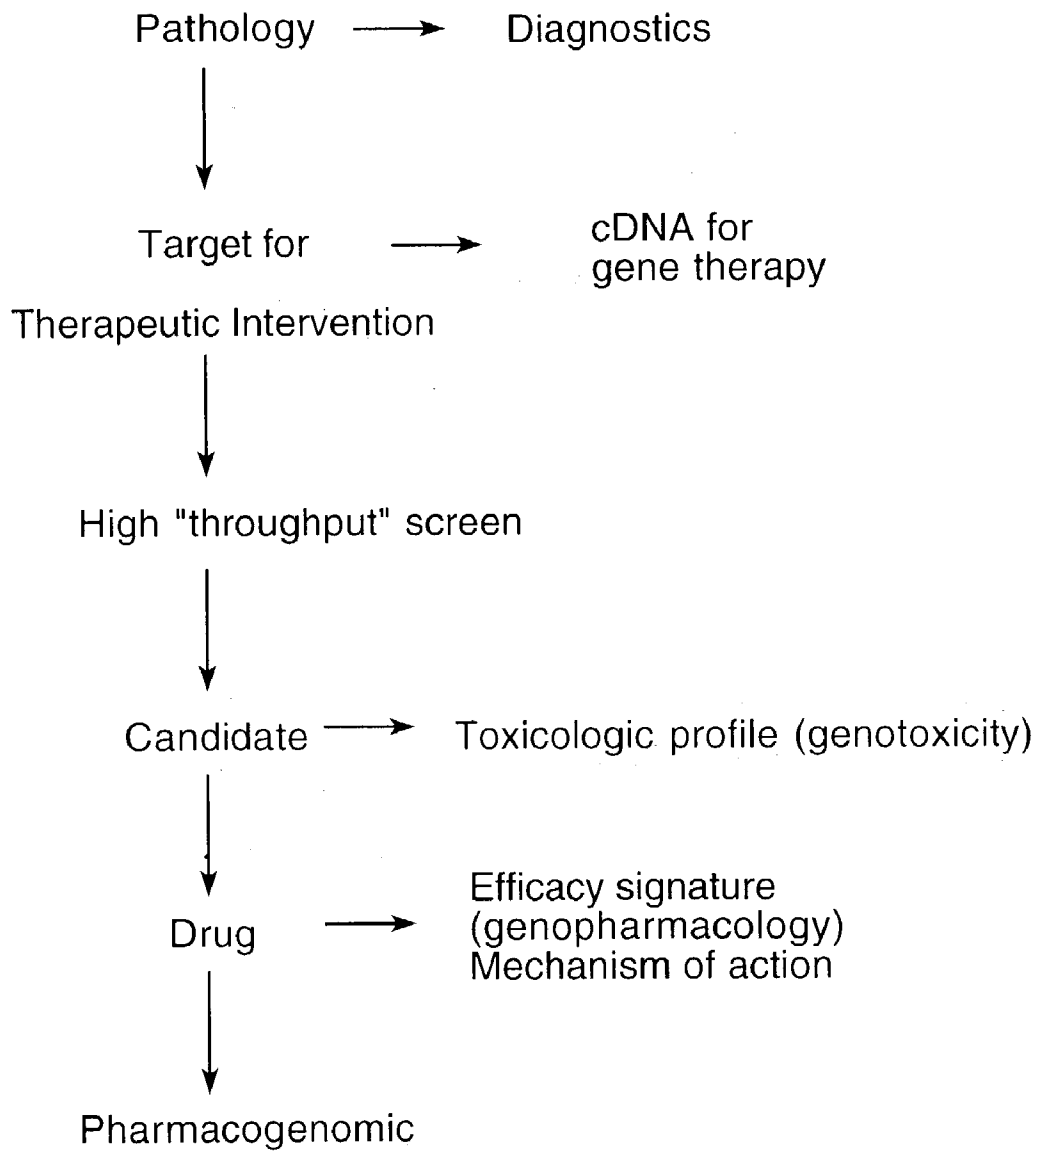 Pathology
Diagnostics
Target for
cDNA for
gene therapy
Therapeutic Intervention
High "throughput" screen
Candidate
Toxicologic profile (genotoxicity)
Efficacy signature
(genopharmacology)
Drug
Mechanism of action
Pharmacogenomic